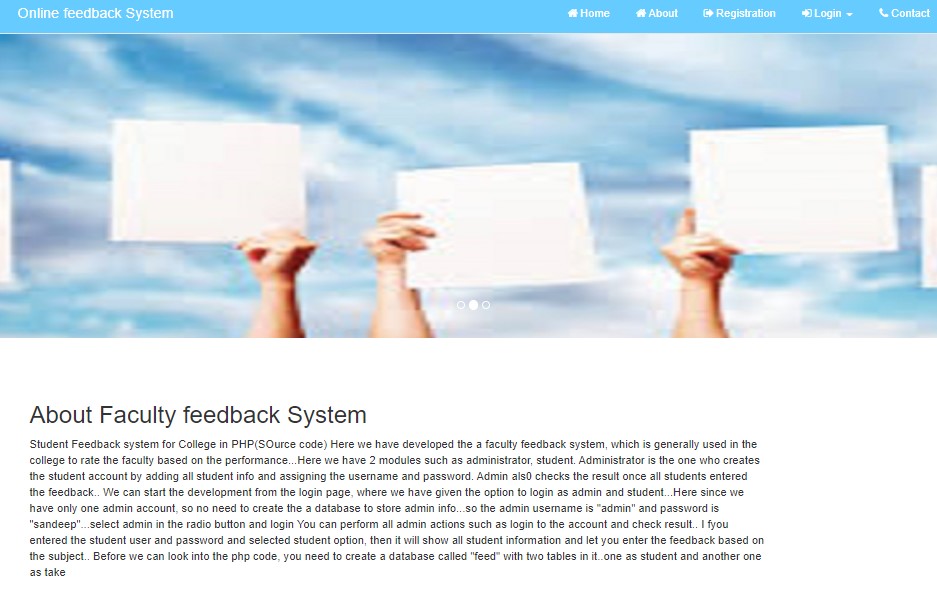 Online feedback System
Home About Registration Login Contact
About Faculty feedback System
Student Feedback system for College in PHP(SOurce code) Here we have developed the a faculty feedback system, which is generally used in the
college to rate the faculty based on the performance...Here we have 2 modules such as administrator, student. Administrator is the one who creates
the student account by adding all student info and assigning the username and password. Admin als0 checks the result once all students entered
the feedback.. We can start the development from the login page, where we have given the option to login as admin and student...Here since we
have only one admin account, so no need to create the a database to store admin info...so the admin username is "admin" and password is
"sandeep"...select admin in the radio button and login You can perform all admin actions such as login to the account and check result.. I fyou
entered the student user and password and selected student option, then it will show all student information and let you enter the feedback based on
the subject.. Before we can look into the php code, you need to create a database called "feed" with two tables in it..one as student and another one
as take